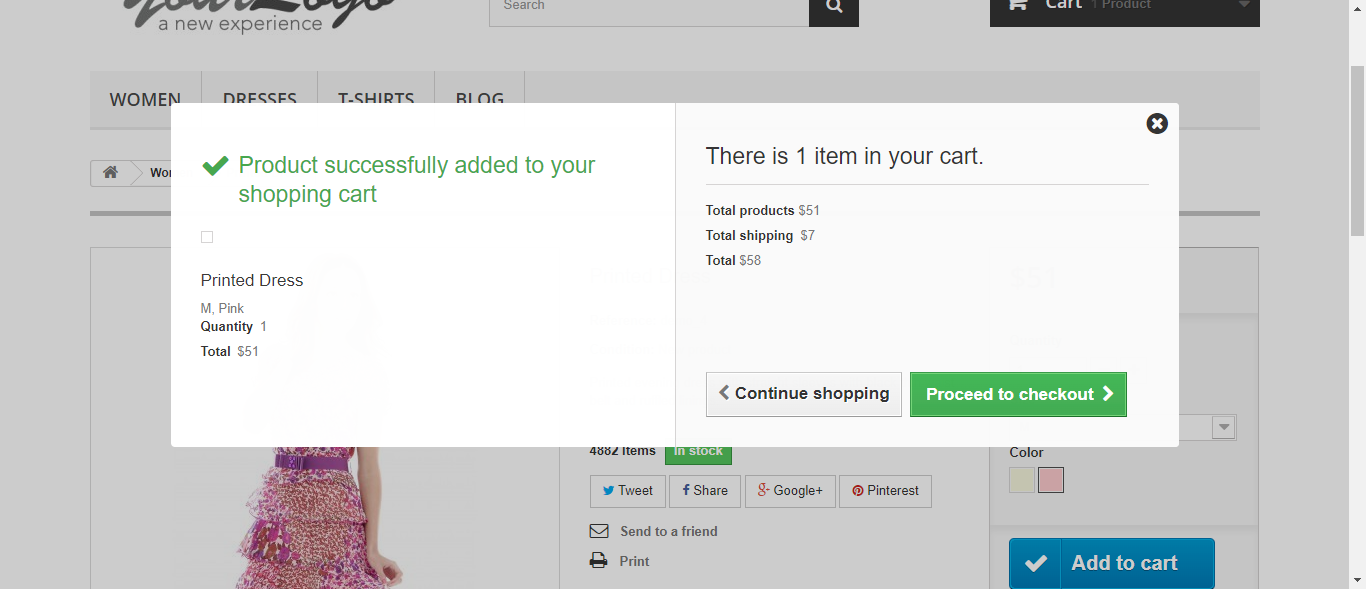 yourLogo
a new experience
Search
Cart 1 Product
WOMEN DRESSES T-SHIRTS BLOG
Product successfully added to your
shopping cart
Printed Dress
M, Pink
Quantity 1
Total $51
There is 1 item in your cart.
Total products $51
Total shipping $7
Total $58
Continue shopping
Proceed to checkout
4882 Items In stock
Tweet Share Google+ Pinterest
Send to a friend
Print
Color
Add to cart